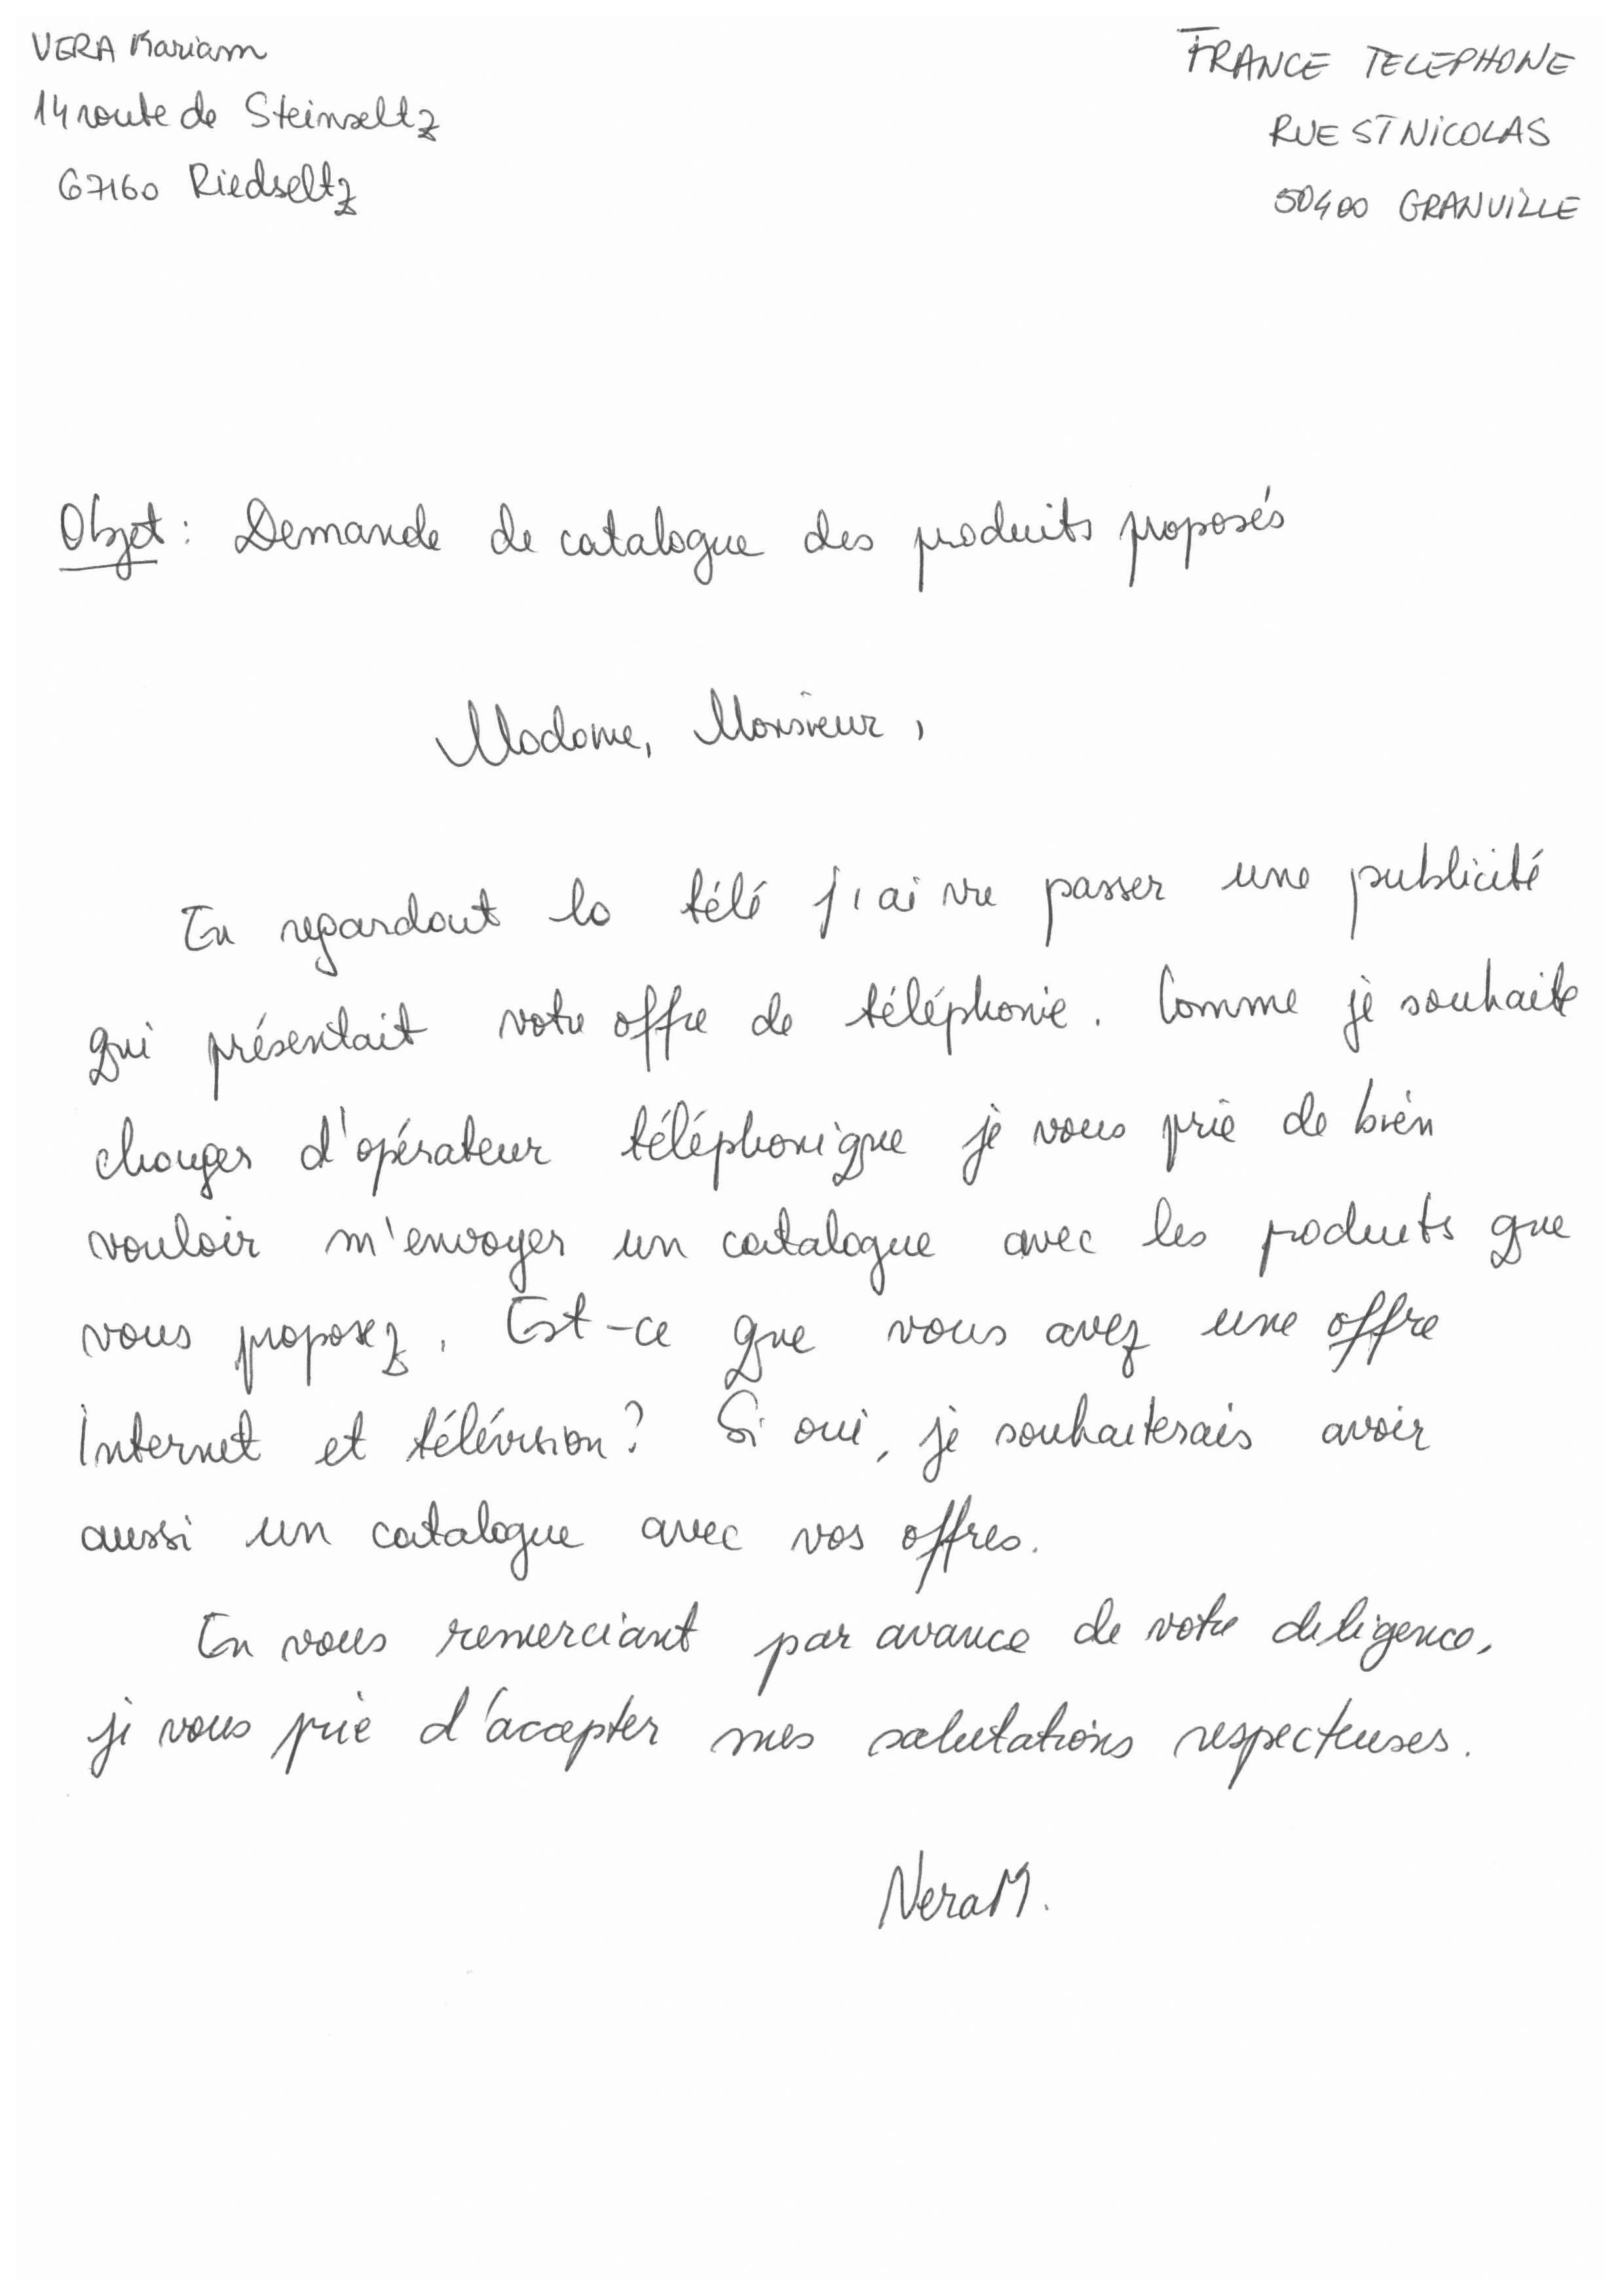 VERA Mariam
14 route de Steinseltz
67160 Riedseltz
FRANCE TELEPHONE
RUE ST NICOLAS
50400 GRANVILLE
Objet : Demande de catalogue des produits proposés
Madame, Monsieur,
En regardant la télé j'ai vu passer une publicité
qui présentait votre offre de téléphonie. Comme je souhaite
changer d'opérateur téléphonique je vous prie de bien
vouloir m'envoyer un catalogue avec les produits que
vous proposez. Est-ce que vous avez une offre
Internet et télévision ? Si oui, je souhaiterais avoir
aussi un catalogue avec vos offres.
En vous remerciant par avance de votre diligence,
je vous prie d'accepter mes salutations respectueuses.
Vera M.